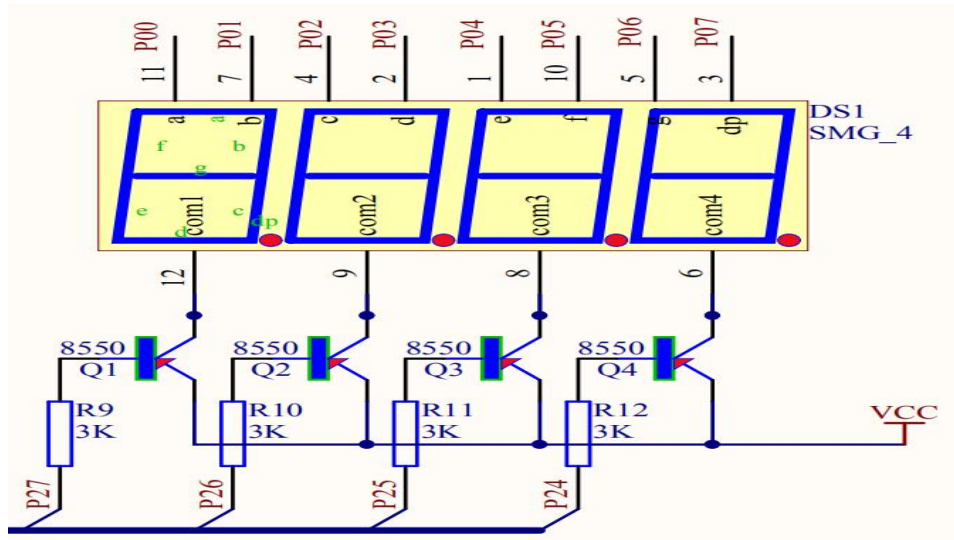 P00 P01 P02 P03 P04 P05 P06 P07
11 7 4 2 1 10 5 3
a b c d e f g dp
DS1
SMG_4
a
f b
g
e c
d dp
com1 com2 com3 com4
12 9 8 6
8550 8550 8550 8550
Q1 Q2 Q3 Q4
R9 R10 R11 R12
3K 3K 3K 3K
VCC
P27 P26 P25 P24